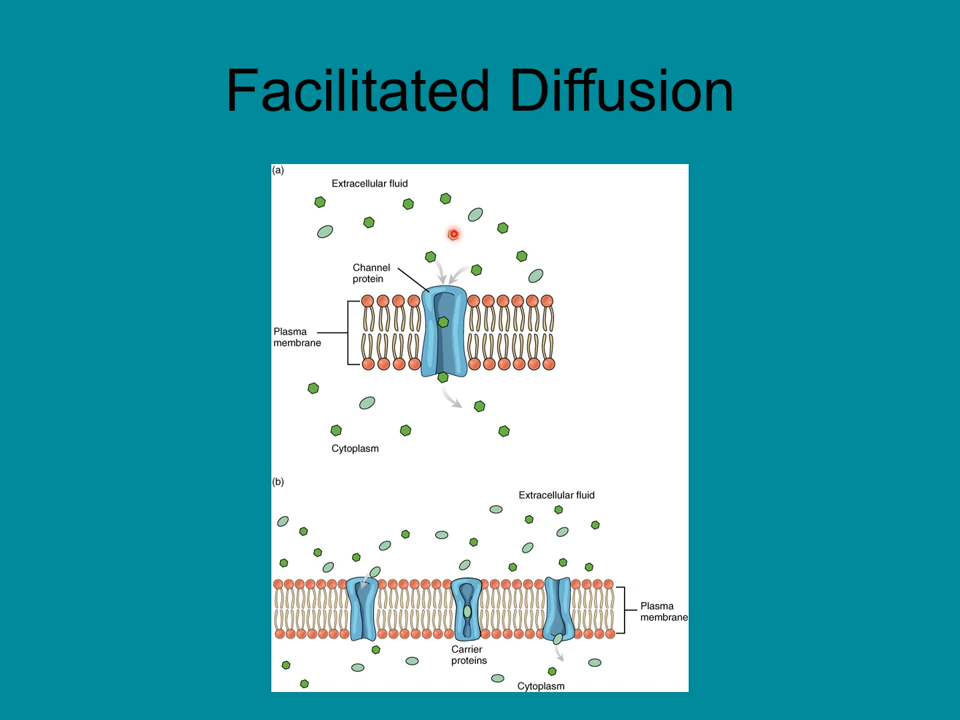 Facilitated Diffusion
(a)
Extracellular fluid
Channel
protein
Plasma
membrane
Cytoplasm
(b)
Extracellular fluid
Plasma
membrane
Carrier
proteins
Cytoplasm